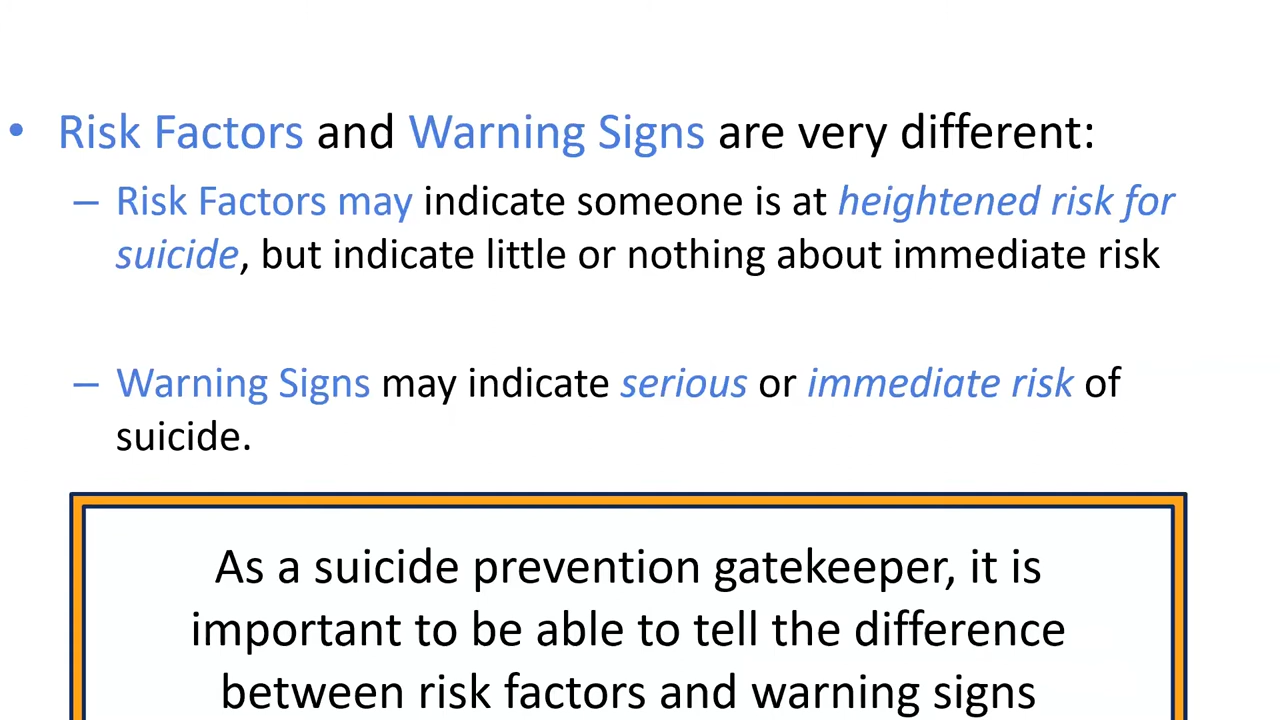 • Risk Factors and Warning Signs are very different:
– Risk Factors may indicate someone is at heightened risk for
suicide, but indicate little or nothing about immediate risk
– Warning Signs may indicate serious or immediate risk of
suicide.
As a suicide prevention gatekeeper, it is
important to be able to tell the difference
between risk factors and warning signs